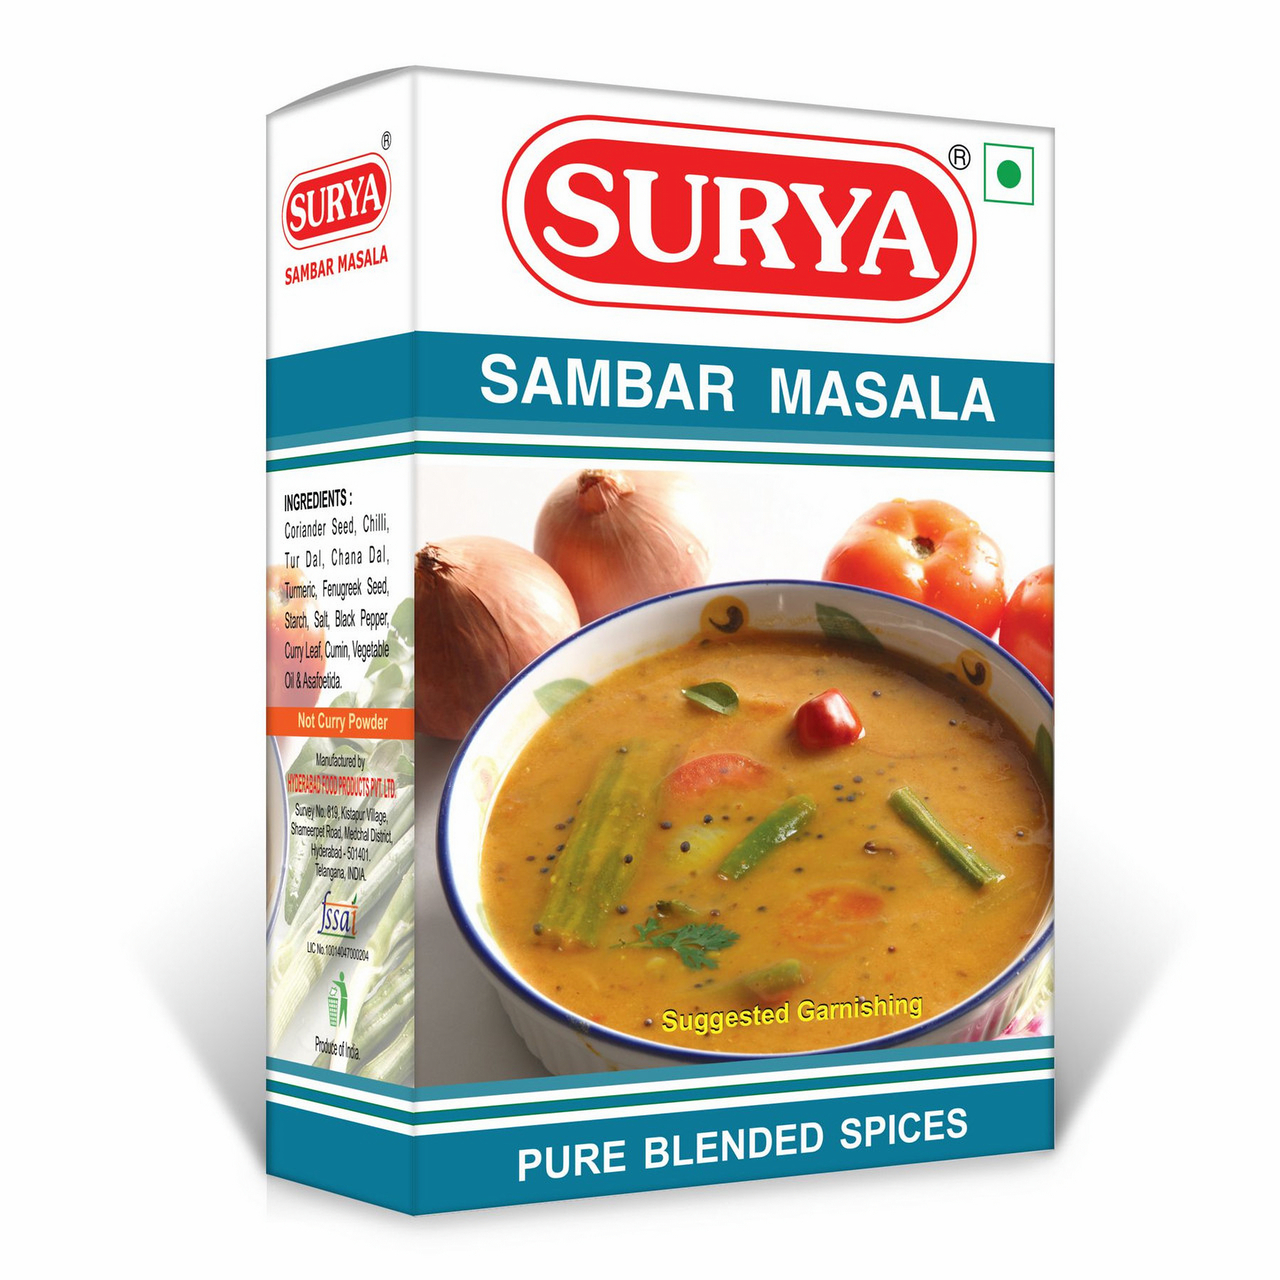 SURYA
®
SAMBAR MASALA
INGREDIENTS :
Coriander Seed, Chilli,
Tur Dal, Chana Dal,
Turmeric, Fenugreek Seed,
Starch, Salt, Black Pepper,
Curry Leaf, Cumin, Vegetable
Oil & Asafoetida.
Not Curry Powder
Manufactured by
HYDERABAD FOOD PRODUCTS PVT. LTD.
Survey No. 819, Kistapur Village,
Shameerpet Road, Medchal District,
Hyderabad - 501401.
Telangana, INDIA.
fssai
LIC No.10014047000204
Produce of India.
SURYA
®
SAMBAR MASALA
Suggested Garnishing
PURE BLENDED SPICES